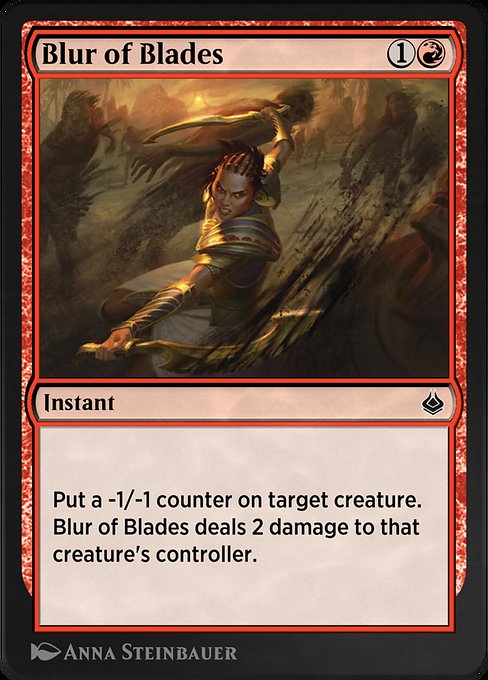 Blur of Blades 1
Instant
Put a -1/-1 counter on target creature.
Blur of Blades deals 2 damage to that
creature's controller.
Anna Steinbauer